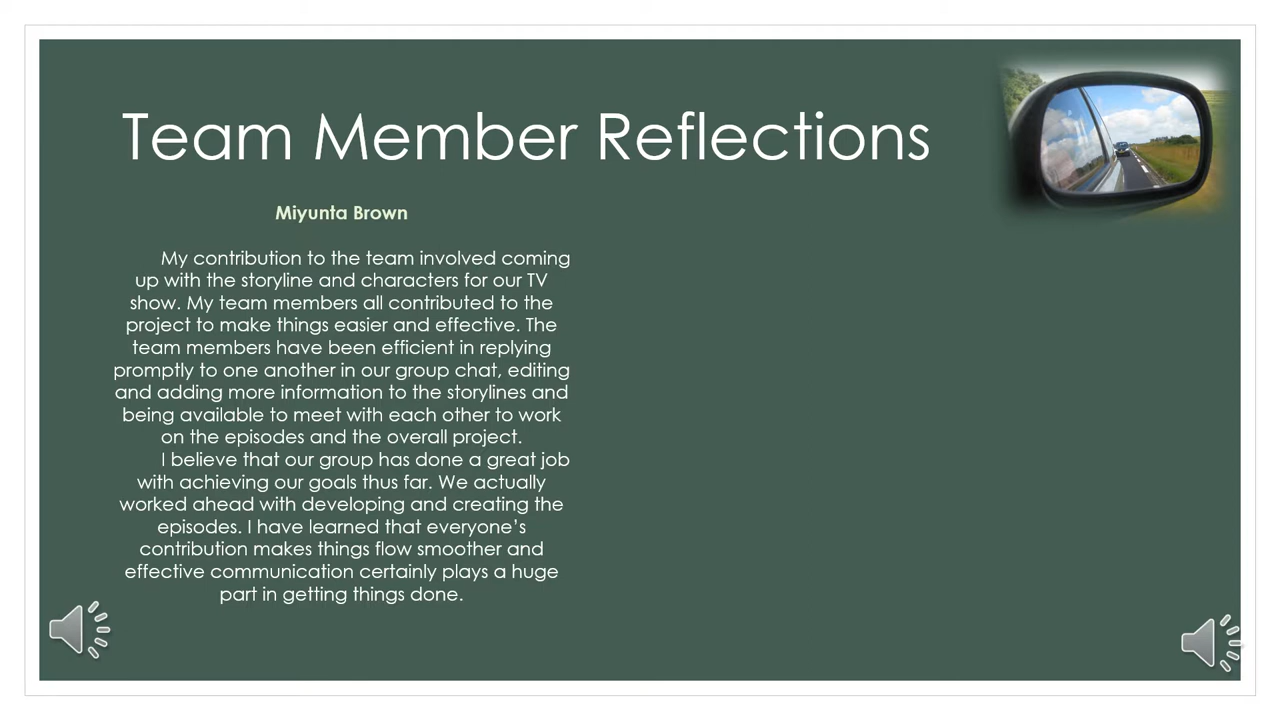 Team Member Reflections
Miyunta Brown
My contribution to the team involved coming
up with the storyline and characters for our TV
show. My team members all contributed to the
project to make things easier and effective. The
team members have been efficient in replying
promptly to one another in our group chat, editing
and adding more information to the storylines and
being available to meet with each other to work
on the episodes and the overall project.
I believe that our group has done a great job
with achieving our goals thus far. We actually
worked ahead with developing and creating the
episodes. I have learned that everyone’s
contribution makes things flow smoother and
effective communication certainly plays a huge
part in getting things done.